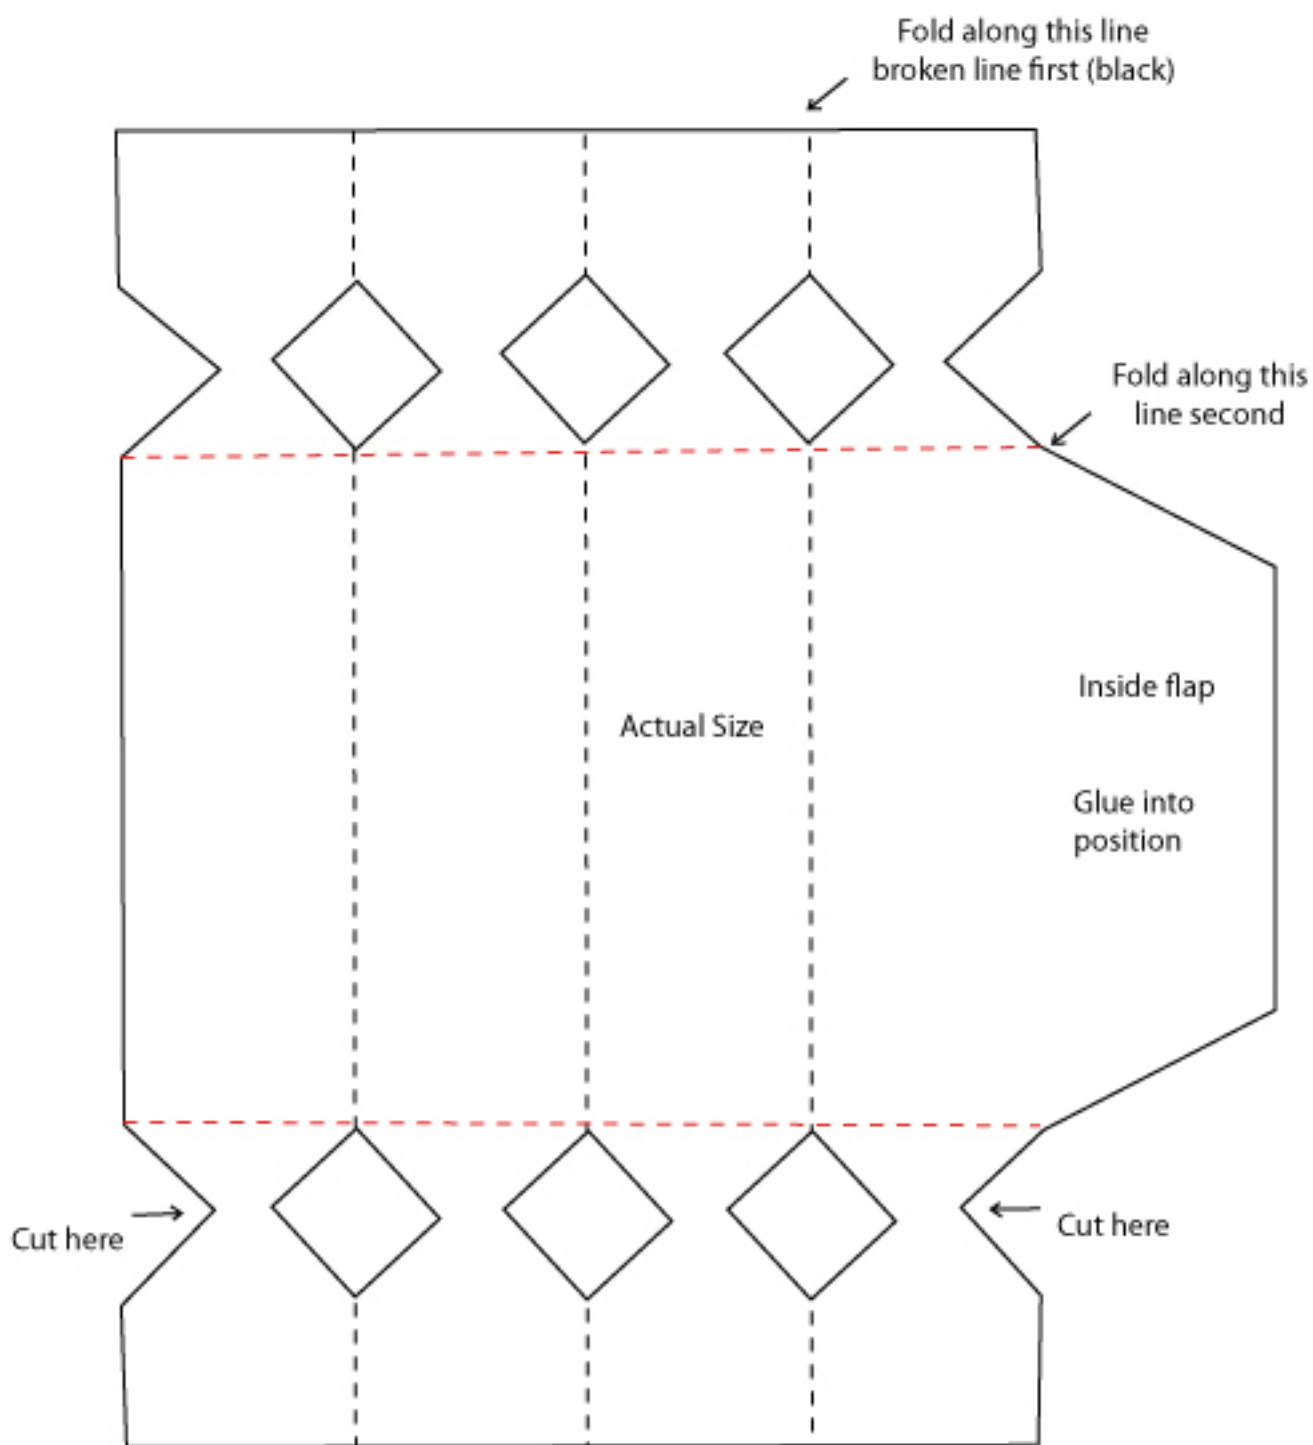 Fold along this line
broken line first (black)
Fold along this
line second
Inside flap
Actual Size
Glue into
position
Cut here
Cut here